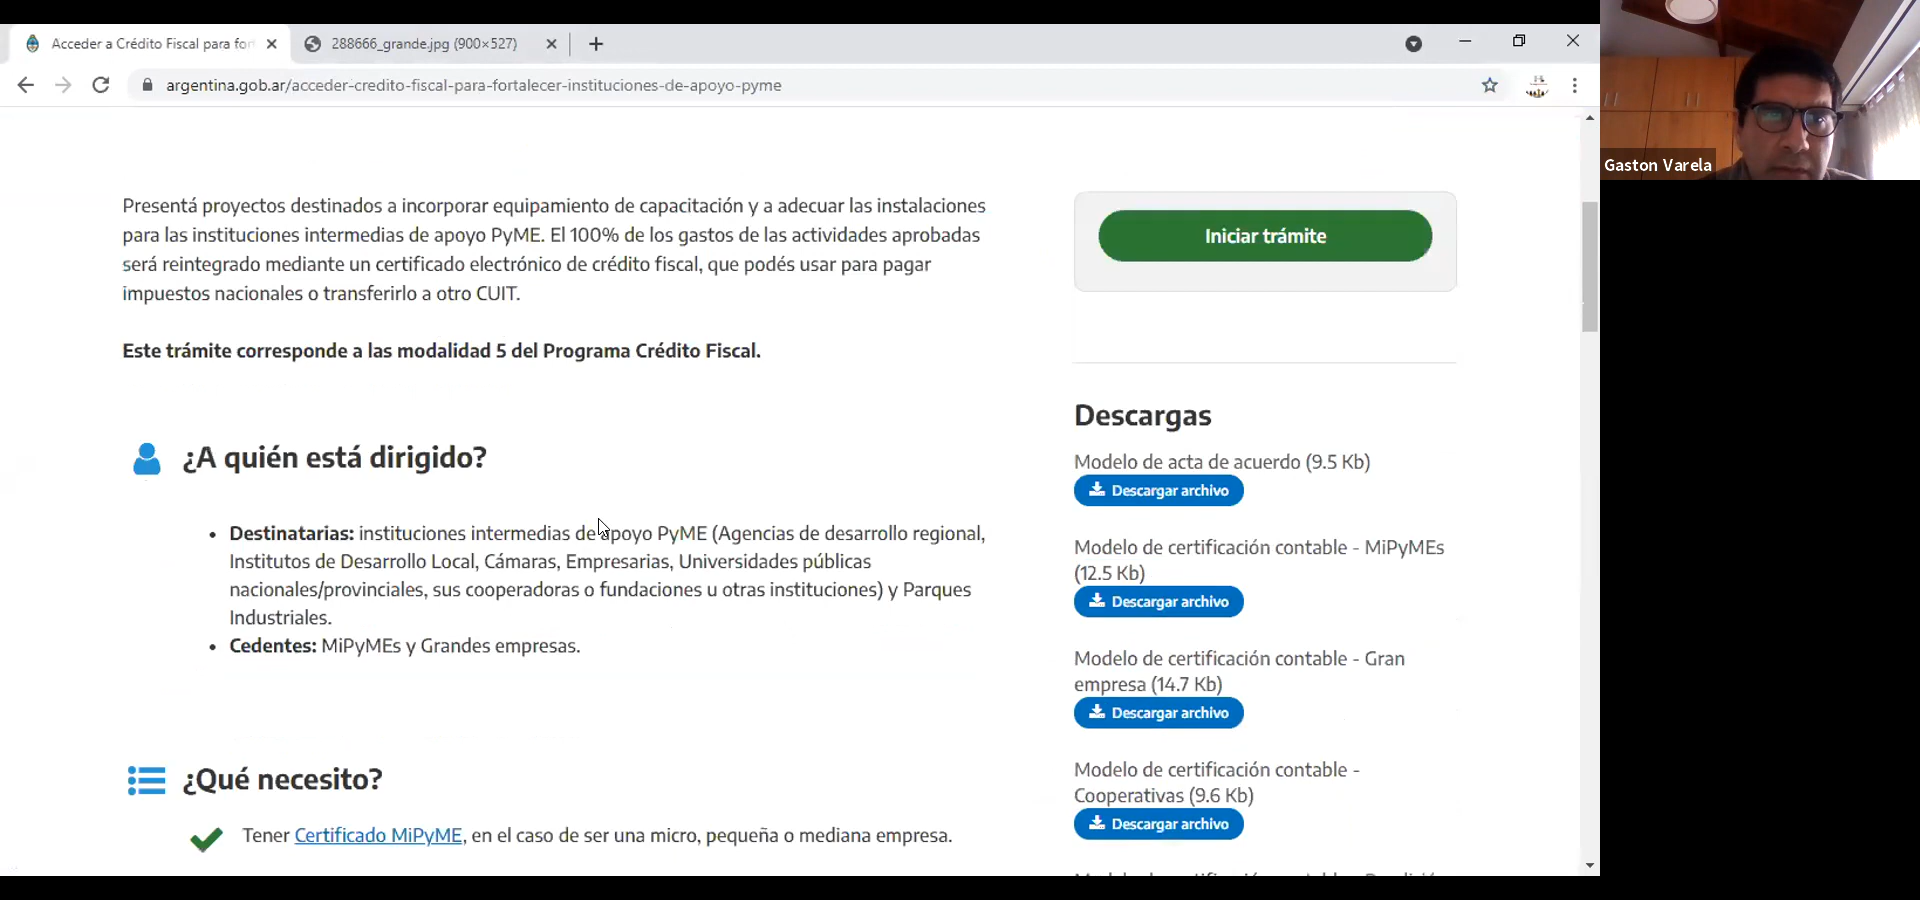 Acceder a Crédito Fiscal para for
288666_grande.jpg (900×527)
argentina.gob.ar/acceder-credito-fiscal-para-fortalecer-instituciones-de-apoyo-pyme
Gaston Varela
Presentá proyectos destinados a incorporar equipamiento de capacitación y a adecuar las instalaciones
para las instituciones intermedias de apoyo PyME. El 100% de los gastos de las actividades aprobadas
será reintegrado mediante un certificado electrónico de crédito fiscal, que podés usar para pagar
impuestos nacionales o transferirlo a otro CUIT.
Este trámite corresponde a las modalidad 5 del Programa Crédito Fiscal.
¿A quién está dirigido?
• Destinatarias: instituciones intermedias de apoyo PyME (Agencias de desarrollo regional,
Institutos de Desarrollo Local, Cámaras, Empresarias, Universidades públicas
nacionales/provinciales, sus cooperadoras o fundaciones u otras instituciones) y Parques
Industriales.
• Cedentes: MiPyMEs y Grandes empresas.
¿Qué necesito?
Tener Certificado MiPyME, en el caso de ser una micro, pequeña o mediana empresa.
Iniciar trámite
Descargas
Modelo de acta de acuerdo (9.5 Kb)
Descargar archivo
Modelo de certificación contable - MiPyMEs
(12.5 Kb)
Descargar archivo
Modelo de certificación contable - Gran
empresa (14.7 Kb)
Descargar archivo
Modelo de certificación contable -
Cooperativas (9.6 Kb)
Descargar archivo